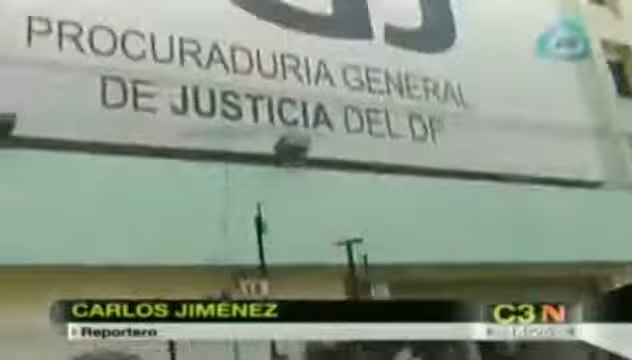 PROCURADURIA GENERAL
DE JUSTICIA DEL DF
CARLOS JIMÉNEZ
Reportero
C3N